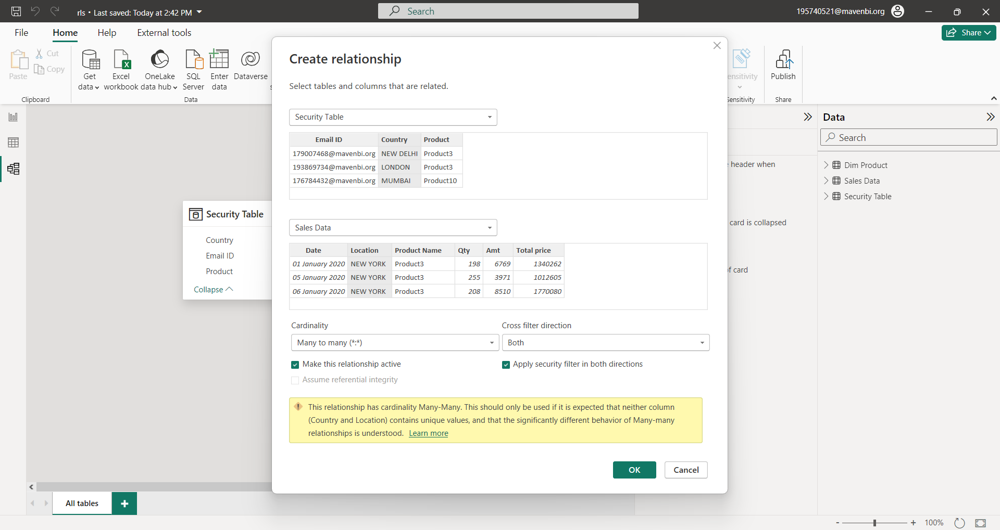 rls • Last saved: Today at 2:42 PM
Search
195740521@mavenbi.org
File
Home
Help
External tools
Share
Paste
Cut
Copy
Clipboard
Get data
Excel workbook
OneLake data hub
SQL Server
Enter data
Dataverse
Data
ensitivity
Sensitivity
Publish
Share
Create relationship
Select tables and columns that are related.
Security Table
Email ID Country Product
179007468@mavenbi.org NEW DELHI Product3
193869734@mavenbi.org LONDON Product3
176784432@mavenbi.org MUMBAI Product10
Sales Data
Date Location Product Name Qty Amt Total price
01 January 2020 NEW YORK Product3 198 6769 1340262
05 January 2020 NEW YORK Product3 255 3971 1012605
06 January 2020 NEW YORK Product3 208 8510 1770080
Cardinality
Many to many (*:*)
Cross filter direction
Both
Make this relationship active
Apply security filter in both directions
Assume referential integrity
This relationship has cardinality Many-Many. This should only be used if it is expected that neither column
(Country and Location) contains unique values, and that the significantly different behavior of Many-many
relationships is understood. Learn more
OK
Cancel
Security Table
Country
Email ID
Product
Collapse
header when
card is collapsed
f card
Data
Search
Dim Product
Sales Data
Security Table
All tables
+
- + 100%